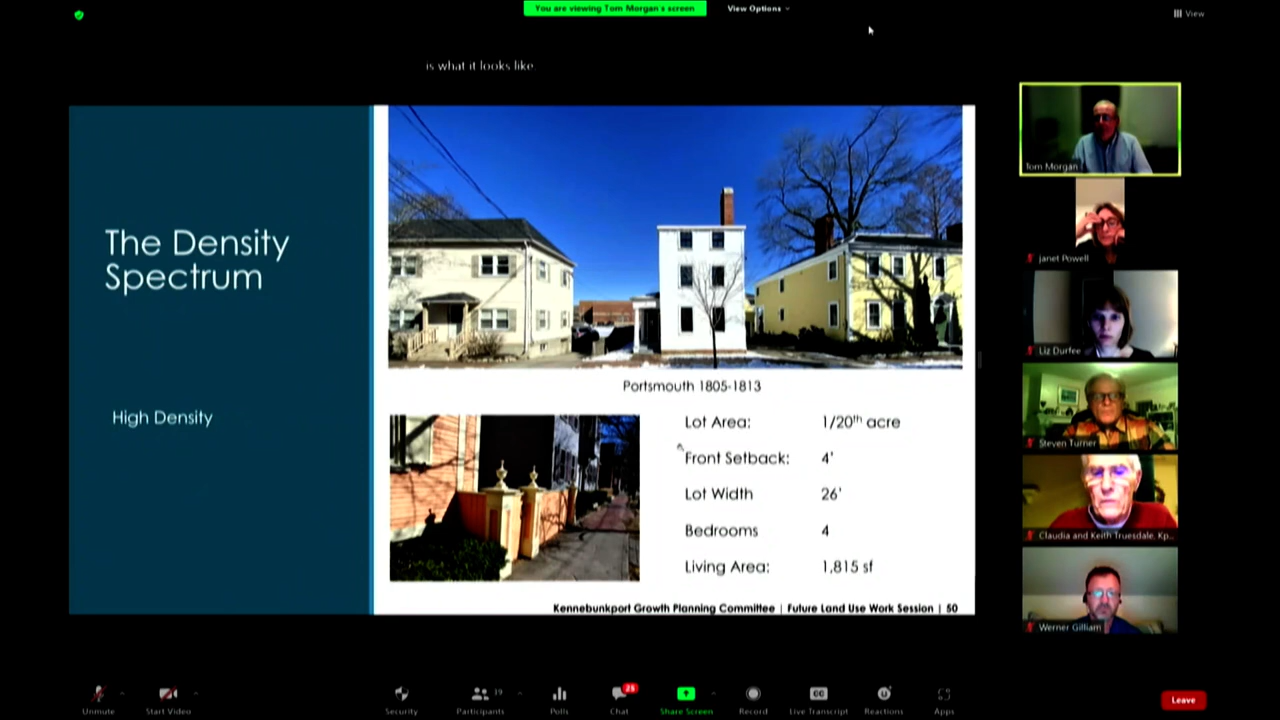 You are viewing Tom Morgan's screen
View Options
View
is what it looks like
The Density
Spectrum
High Density
Portsmouth 1805-1813
Lot Area: 1/20th acre
Front Setback: 4'
Lot Width 26'
Bedrooms 4
Living Area: 1,815 sf
Kennebunkport Growth Planning Committee | Future Land Use Work Session | 50
Tom Morgan
janet Powell
Liz Durfee
Steven Turner
Claudia and Keith Truesdale, Kp...
Werner Gilliam
Unmute
Start Video
Security
Participants
19
Polls
Chat
25
Share Screen
Record
CC
Live Transcript
Reactions
Apps
Leave